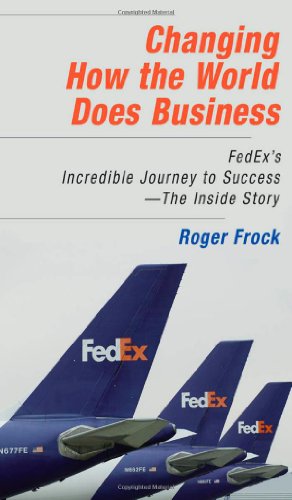 Changing
How the World
Does Business
FedEx's
Incredible Journey to Success
—The Inside Story
Roger Frock
FedEx
FedEx
FedEx
N677FE